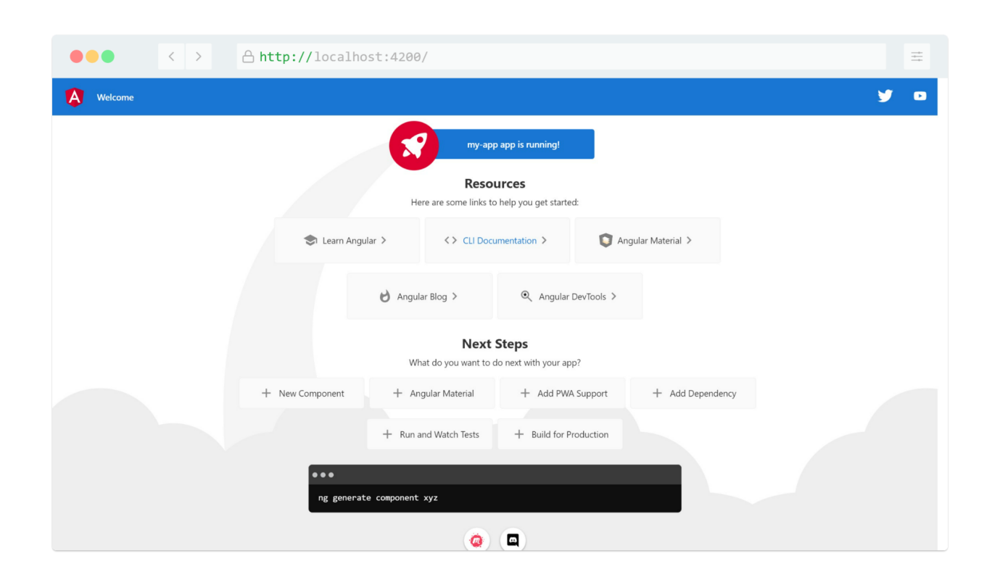 http://localhost:4200/
Welcome
my-app app is running!
Resources
Here are some links to help you get started:
Learn Angular
CLI Documentation
Angular Material
Angular Blog
Angular DevTools
Next Steps
What do you want to do next with your app?
New Component
Angular Material
Add PWA Support
Add Dependency
Run and Watch Tests
Build for Production
ng generate component xyz